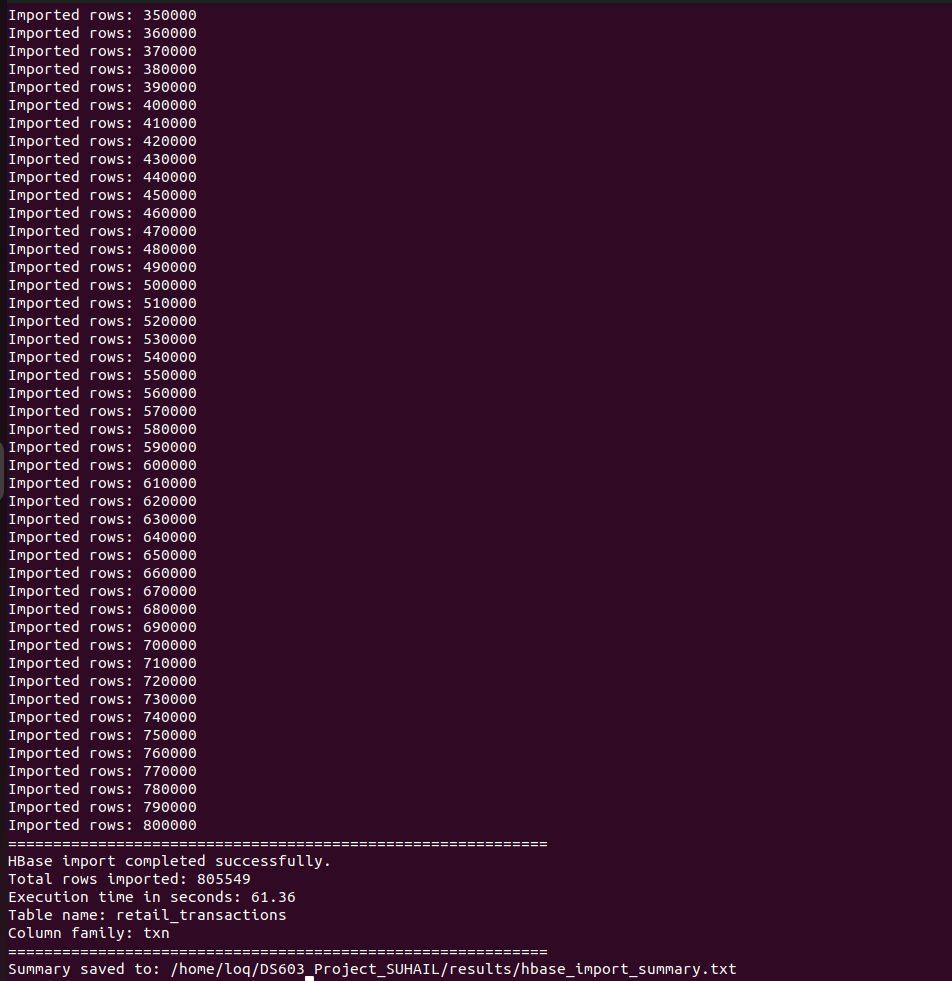 Imported rows: 350000
Imported rows: 360000
Imported rows: 370000
Imported rows: 380000
Imported rows: 390000
Imported rows: 400000
Imported rows: 410000
Imported rows: 420000
Imported rows: 430000
Imported rows: 440000
Imported rows: 450000
Imported rows: 460000
Imported rows: 470000
Imported rows: 480000
Imported rows: 490000
Imported rows: 500000
Imported rows: 510000
Imported rows: 520000
Imported rows: 530000
Imported rows: 540000
Imported rows: 550000
Imported rows: 560000
Imported rows: 570000
Imported rows: 580000
Imported rows: 590000
Imported rows: 600000
Imported rows: 610000
Imported rows: 620000
Imported rows: 630000
Imported rows: 640000
Imported rows: 650000
Imported rows: 660000
Imported rows: 670000
Imported rows: 680000
Imported rows: 690000
Imported rows: 700000
Imported rows: 710000
Imported rows: 720000
Imported rows: 730000
Imported rows: 740000
Imported rows: 750000
Imported rows: 760000
Imported rows: 770000
Imported rows: 780000
Imported rows: 790000
Imported rows: 800000
============================================================
HBase import completed successfully.
Total rows imported: 805549
Execution time in seconds: 61.36
Table name: retail_transactions
Column family: txn
============================================================
Summary saved to: /home/loq/DS603_Project_SUHAIL/results/hbase_import_summary.txt